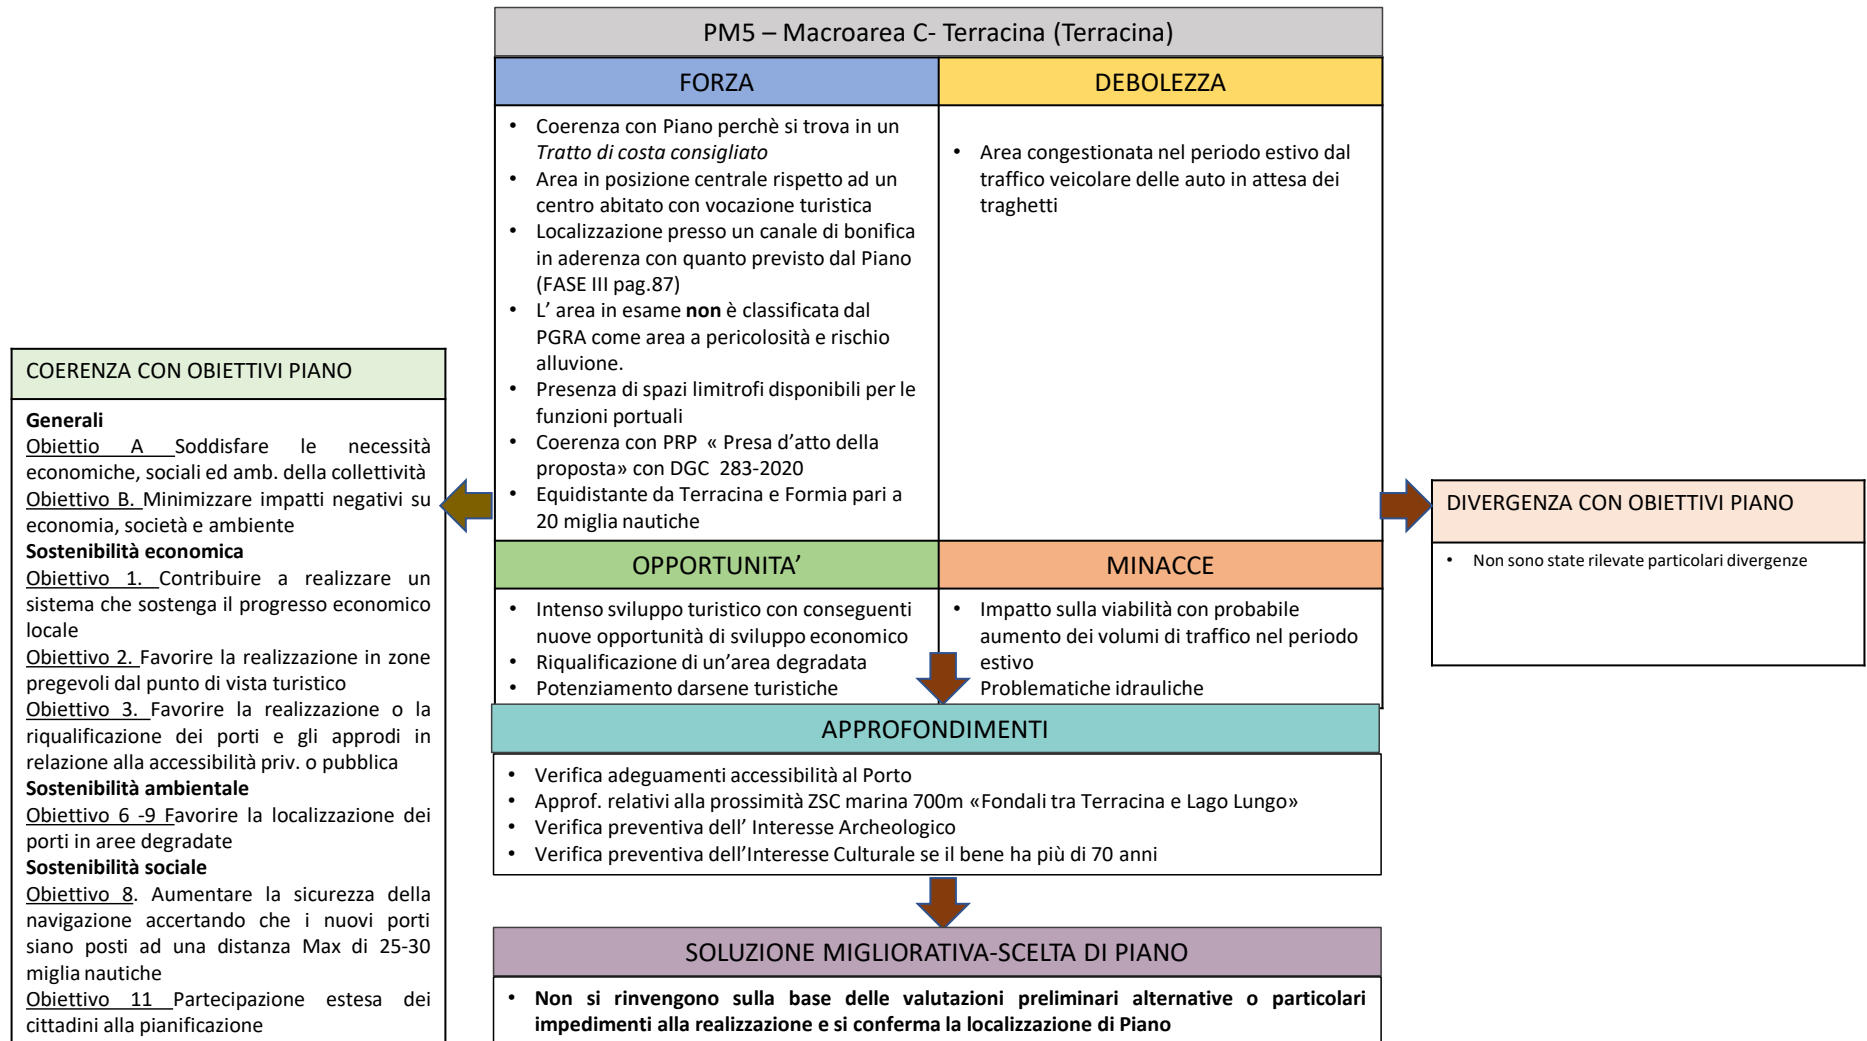 PM5 – Macroarea C- Terracina (Terracina)
FORZA
• Coerenza con Piano perchè si trova in un
Tratto di costa consigliato
• Area in posizione centrale rispetto ad un
centro abitato con vocazione turistica
• Localizzazione presso un canale di bonifica
in aderenza con quanto previsto dal Piano
(FASE III pag.87)
• L’ area in esame non è classificata dal
PGRA come area a pericolosità e rischio
alluvione.
• Presenza di spazi limitrofi disponibili per le
funzioni portuali
• Coerenza con PRP « Presa d’atto della
proposta» con DGC 283-2020
• Equidistante da Terracina e Formia pari a
20 miglia nautiche
DEBOLEZZA
• Area congestionata nel periodo estivo dal
traffico veicolare delle auto in attesa dei
traghetti
OPPORTUNITA’
• Intenso sviluppo turistico con conseguenti
nuove opportunità di sviluppo economico
• Riqualificazione di un’area degradata
• Potenziamento darsene turistiche
MINACCE
• Impatto sulla viabilità con probabile
aumento dei volumi di traffico nel periodo
estivo
Problematiche idrauliche
COERENZA CON OBIETTIVI PIANO
Generali
Obiettio A Soddisfare le necessità
economiche, sociali ed amb. della collettività
Obiettivo B. Minimizzare impatti negativi su
economia, società e ambiente
Sostenibilità economica
Obiettivo 1. Contribuire a realizzare un
sistema che sostenga il progresso economico
locale
Obiettivo 2. Favorire la realizzazione in zone
pregevoli dal punto di vista turistico
Obiettivo 3. Favorire la realizzazione o la
riqualificazione dei porti e gli approdi in
relazione alla accessibilità priv. o pubblica
Sostenibilità ambientale
Obiettivo 6 -9 Favorire la localizzazione dei
porti in aree degradate
Sostenibilità sociale
Obiettivo 8. Aumentare la sicurezza della
navigazione accertando che i nuovi porti
siano posti ad una distanza Max di 25-30
miglia nautiche
Obiettivo 11 Partecipazione estesa dei
cittadini alla pianificazione
DIVERGENZA CON OBIETTIVI PIANO
• Non sono state rilevate particolari divergenze
APPROFONDIMENTI
• Verifica adeguamenti accessibilità al Porto
• Approf. relativi alla prossimità ZSC marina 700m «Fondali tra Terracina e Lago Lungo»
• Verifica preventiva dell’ Interesse Archeologico
• Verifica preventiva dell’Interesse Culturale se il bene ha più di 70 anni
SOLUZIONE MIGLIORATIVA-SCELTA DI PIANO
• Non si rinvengono sulla base delle valutazioni preliminari alternative o particolari
impedimenti alla realizzazione e si conferma la localizzazione di Piano